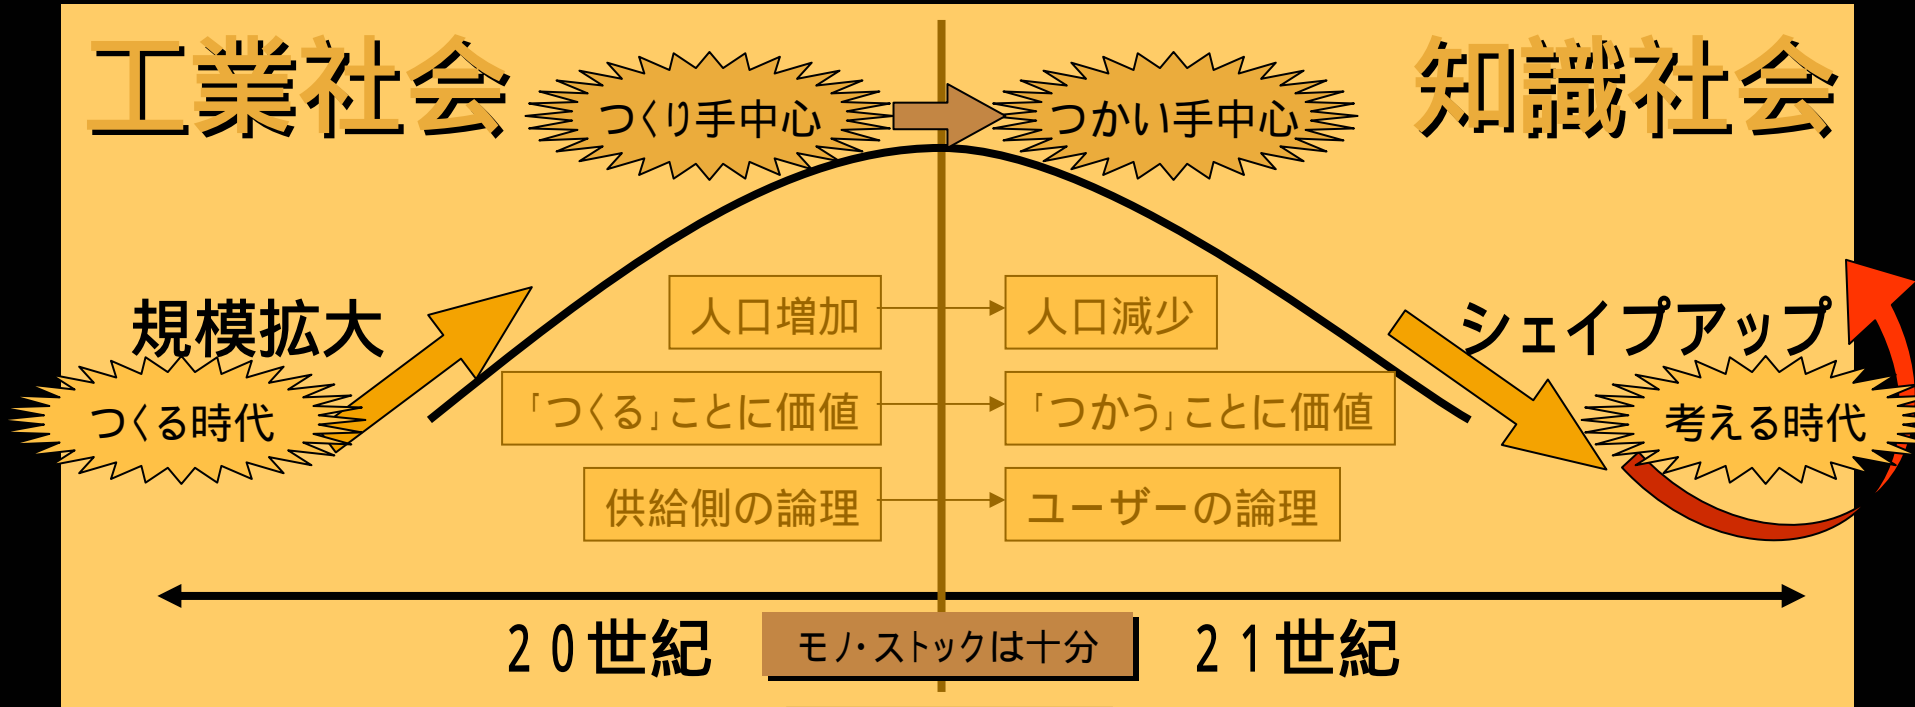 工業社会
つくり手中心
つかい手中心
知識社会
規模拡大
つくる時代
人口増加
人口減少
シェイプアップ
考える時代
「つくる」ことに価値
「つかう」ことに価値
供給側の論理
ユーザーの論理
２０世紀
モノ・ストックは十分
２１世紀